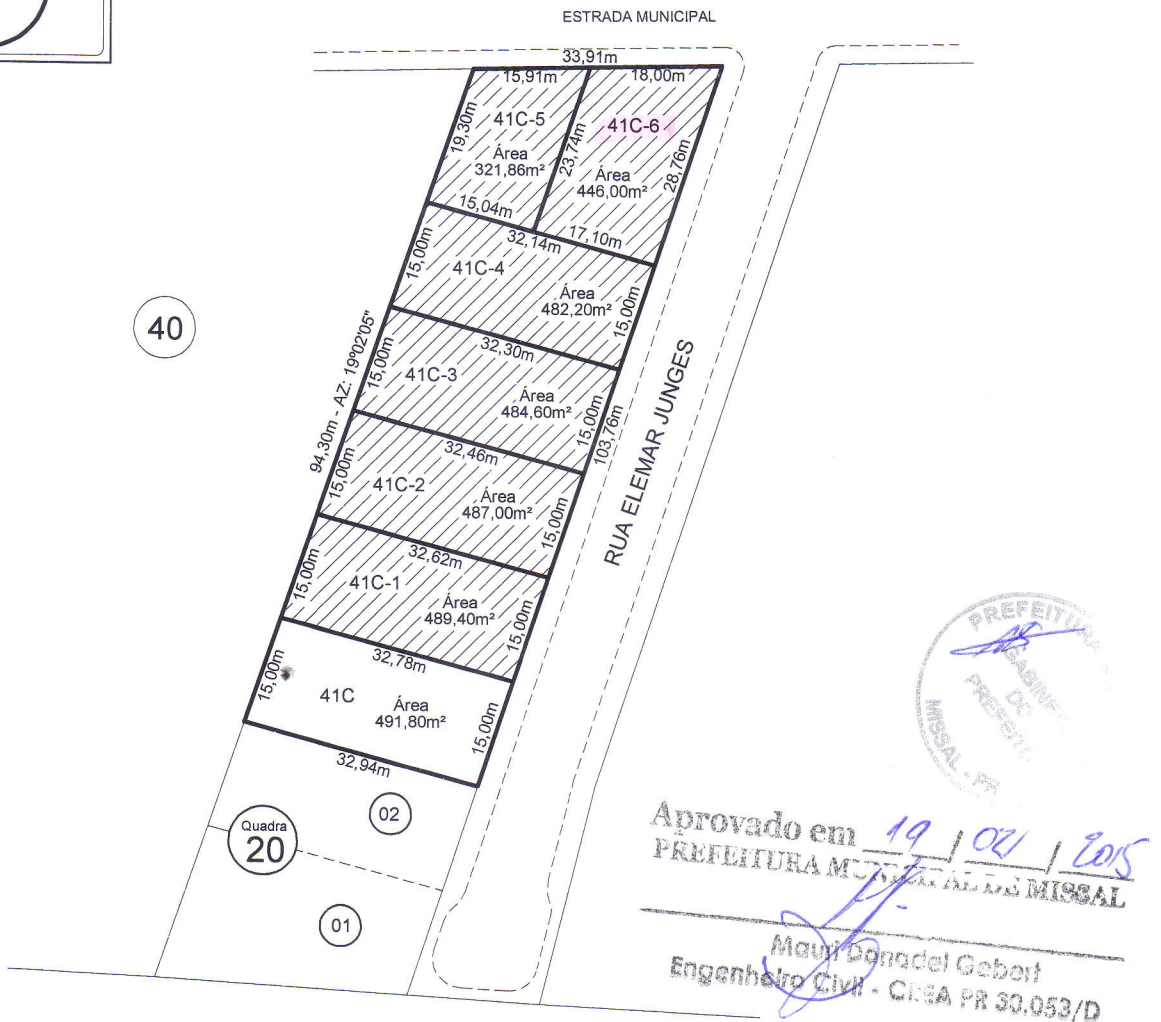 ESTRADA MUNICIPAL
33,91m
15,91m
18,00m
19,30m
41C-5
Área
321,86m²
23,74m
41C-6
Área
446,00m²
28,76m
15,04m
17,10m
32,14m
15,00m
41C-4
Área
482,20m²
15,00m
32,30m
15,00m
41C-3
Área
484,60m²
15,00m
32,46m
15,00m
41C-2
Área
487,00m²
15,00m
32,62m
15,00m
41C-1
Área
489,40m²
15,00m
32,78m
15,00m
41C
Área
491,80m²
15,00m
32,94m
40
94,30m - AZ: 19º02'05"
103,76m
RUA ELEMAR JUNGES
02
Quadra
20
01
PREFEITURA
GABINETE
DO
PREFEITO
MISSAL - PR
Aprovado em 19 / 02 / 2015
PREFEITURA MUNICIPAL DE MISSAL
Mauri Donadel Gebert
Engenheiro Civil - CREA PR 30.053/D